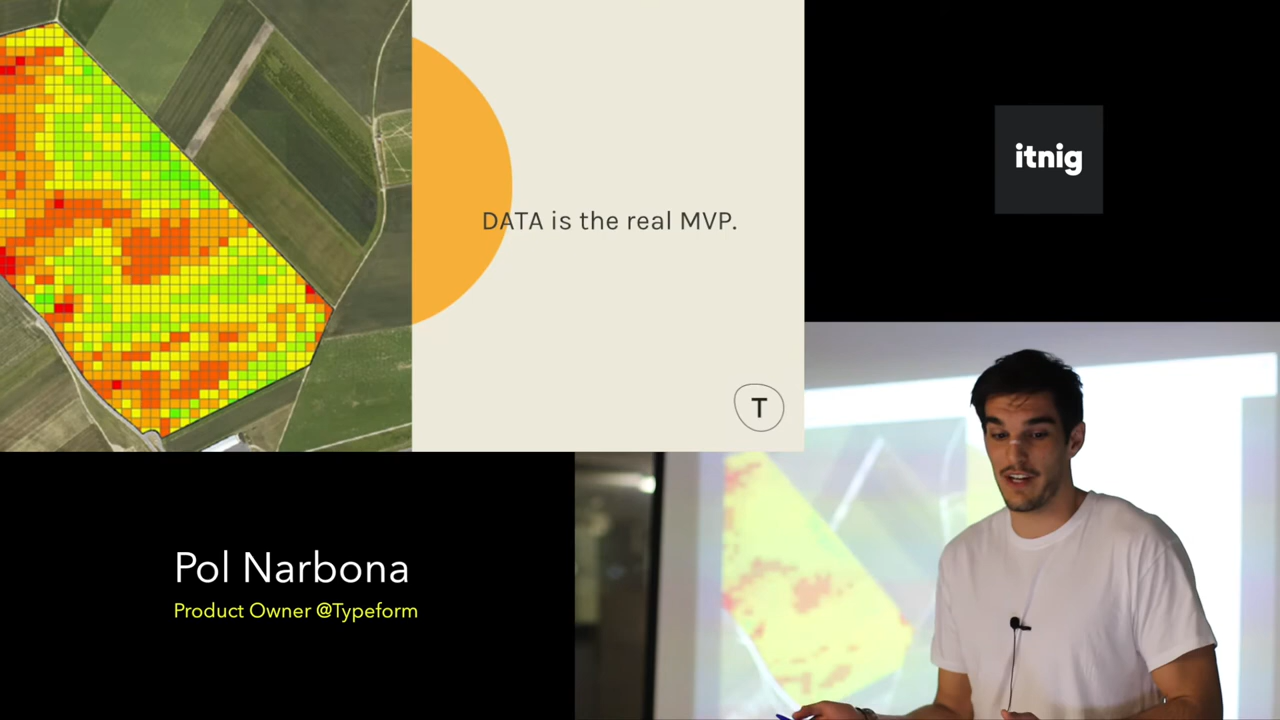 DATA is the real MVP.
T
itnig
Pol Narbona
Product Owner @Typeform